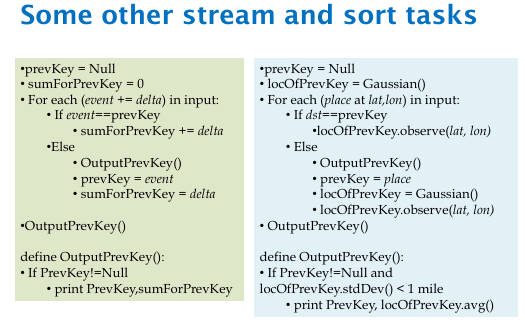 Some other stream and sort tasks
•prevKey = Null
• sumForPrevKey = 0
• For each (event += delta) in input:
• If event==prevKey
• sumForPrevKey += delta
•Else
• OutputPrevKey()
• prevKey = event
• sumForPrevKey = delta
•OutputPrevKey()
define OutputPrevKey():
• If PrevKey!=Null
• print PrevKey,sumForPrevKey
•prevKey = Null
• locOfPrevKey = Gaussian()
• For each (place at lat,lon) in input:
• If dst==prevKey
•locOfPrevKey.observe(lat, lon)
• Else
• OutputPrevKey()
• prevKey = place
• locOfPrevKey = Gaussian()
• locOfPrevKey.observe(lat, lon)
• OutputPrevKey()
define OutputPrevKey():
• If PrevKey!=Null and
locOfPrevKey.stdDev() < 1 mile
• print PrevKey, locOfPrevKey.avg()